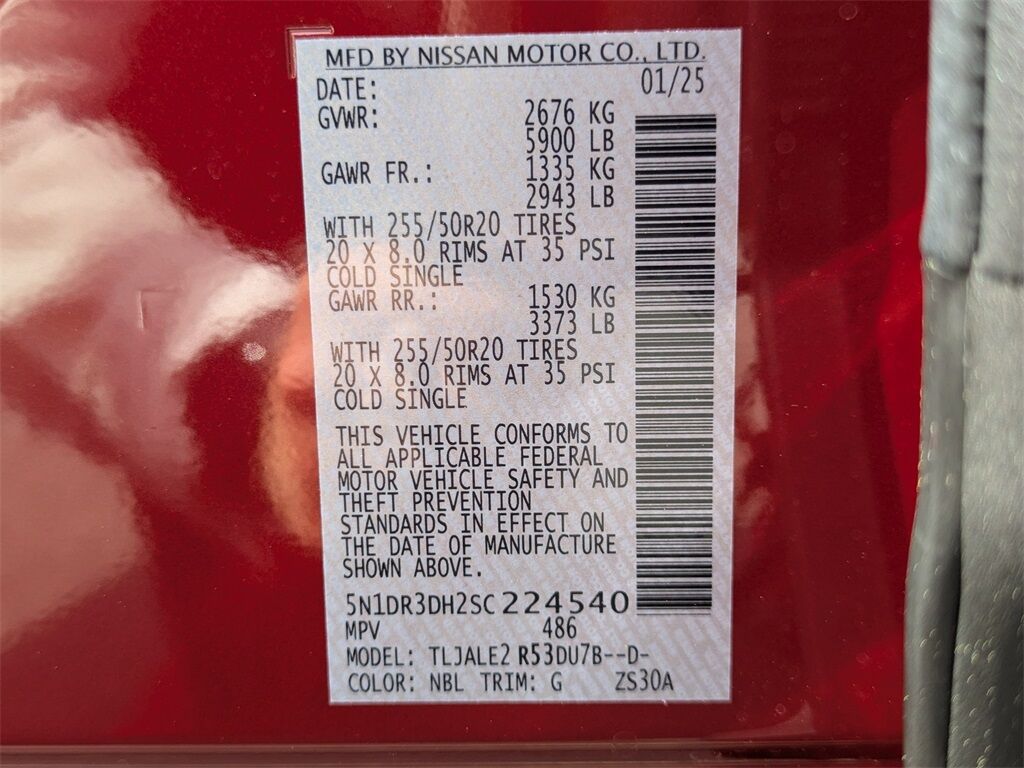 MFD BY NISSAN MOTOR CO., LTD.
DATE: 01/25
GVWR: 2676 KG
5900 LB
GAWR FR.: 1335 KG
2943 LB
WITH 255/50R20 TIRES
20 X 8.0 RIMS AT 35 PSI
COLD SINGLE
GAWR RR.: 1530 KG
3373 LB
WITH 255/50R20 TIRES
20 X 8.0 RIMS AT 35 PSI
COLD SINGLE
THIS VEHICLE CONFORMS TO
ALL APPLICABLE FEDERAL
MOTOR VEHICLE SAFETY AND
THEFT PREVENTION
STANDARDS IN EFFECT ON
THE DATE OF MANUFACTURE
SHOWN ABOVE.
5N1DR3DH2SC224540
MPV 486
MODEL: TLJALE2 R53DU7B--D-
COLOR: NBL TRIM: G ZS30A